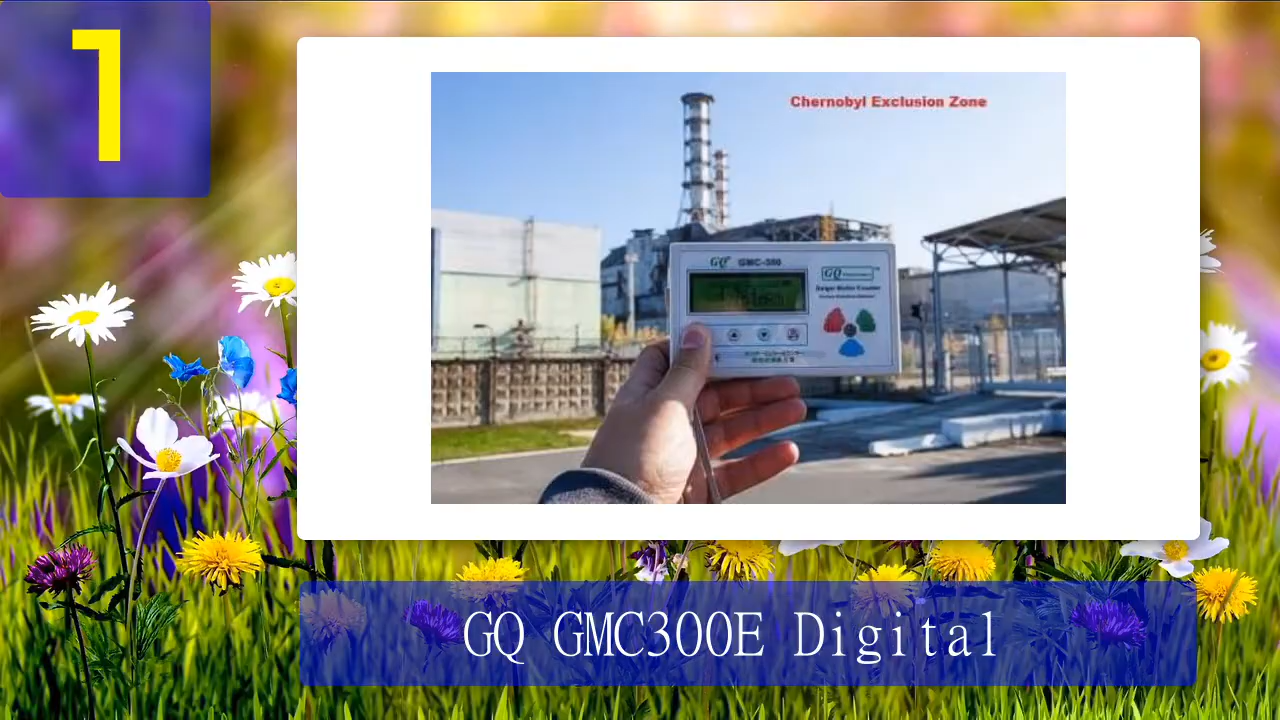 1
Chernobyl Exclusion Zone
GQ GMC-300
GQ
Geiger Muller Counter
GQ GMC300E Digital